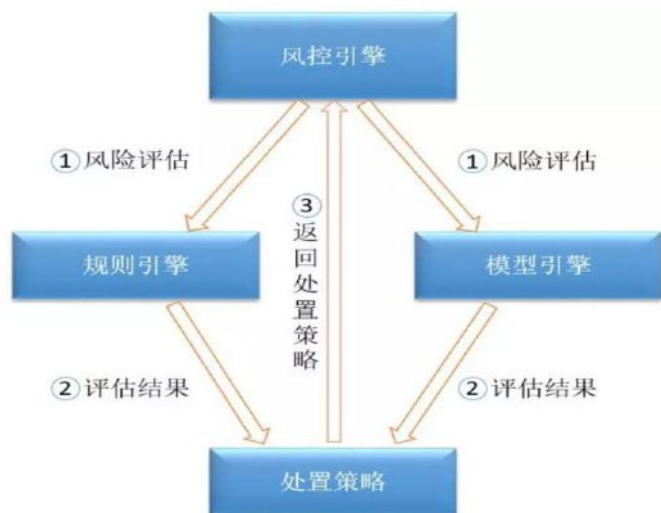 风控引擎
①风险评估
①风险评估
③返回处置策略
规则引擎
模型引擎
②评估结果
②评估结果
处置策略